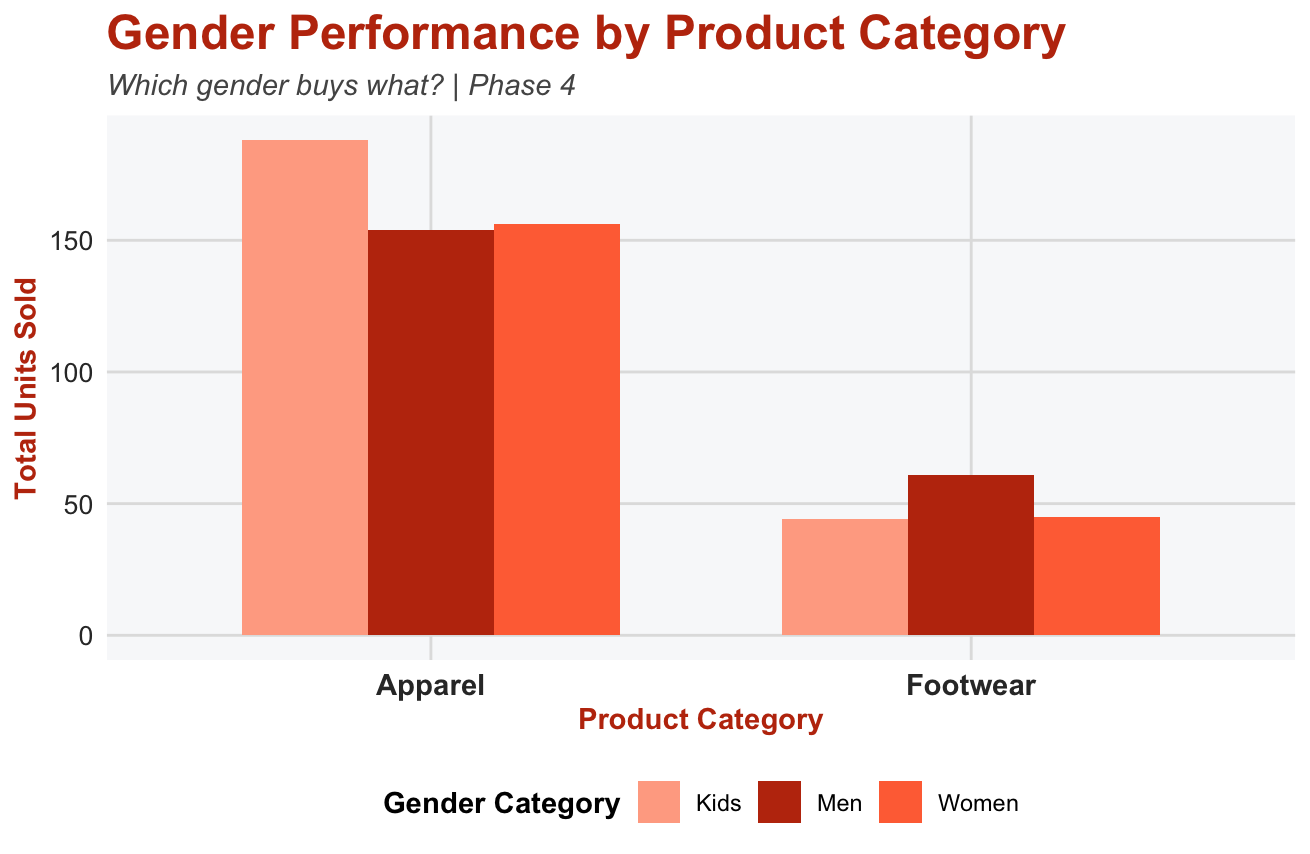 Gender Performance by Product Category
Which gender buys what? | Phase 4
Total Units Sold
150
100
50
0
Apparel
Footwear
Product Category
Gender Category
Kids
Men
Women